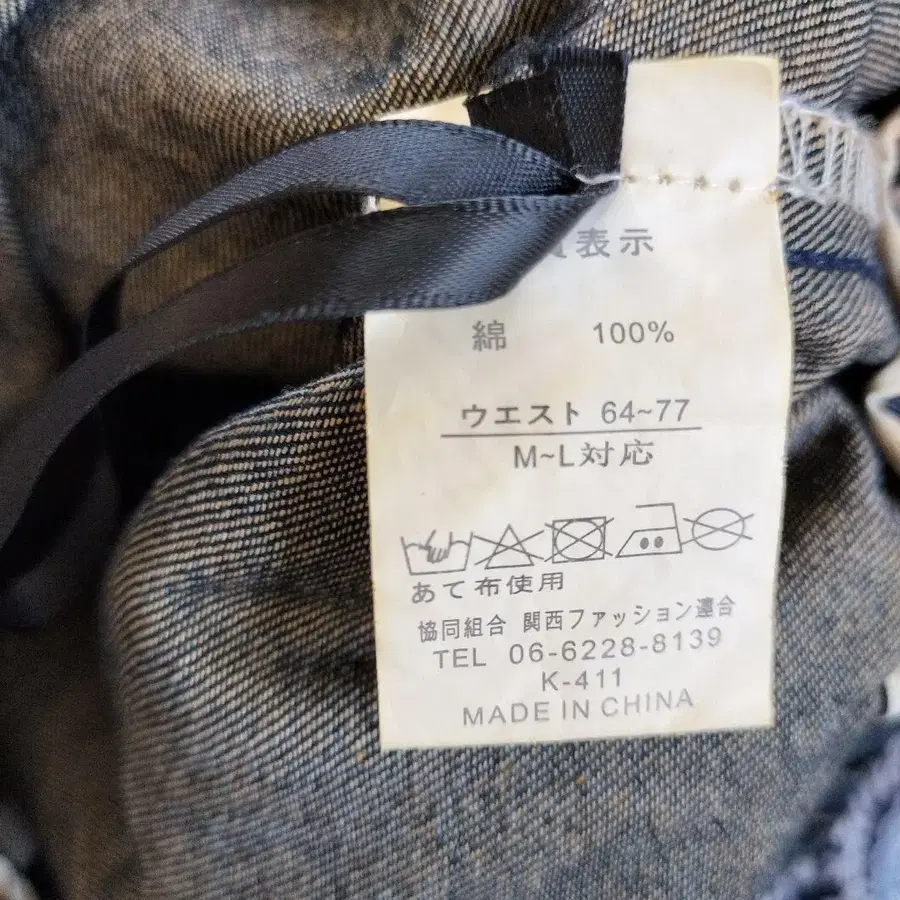 表示
綿 100%
ウエスト 64~77
M~L対応
あて布使用
協同組合 関西ファッション連合
TEL 06-6228-8139
K-411
MADE IN CHINA